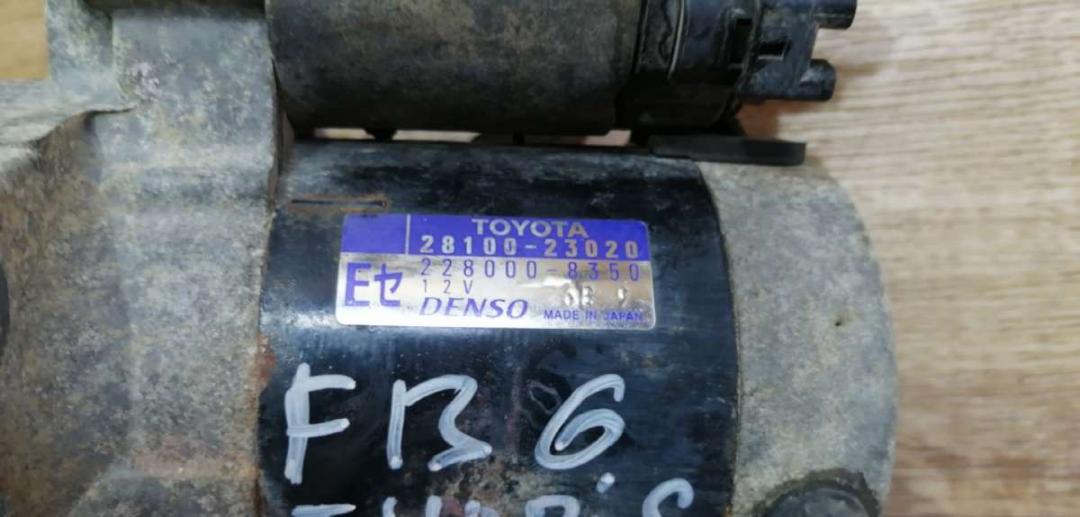 TOYOTA
28100-23020
Eセ
228000-8350
12V
DENSO
MADE IN JAPAN
FB6